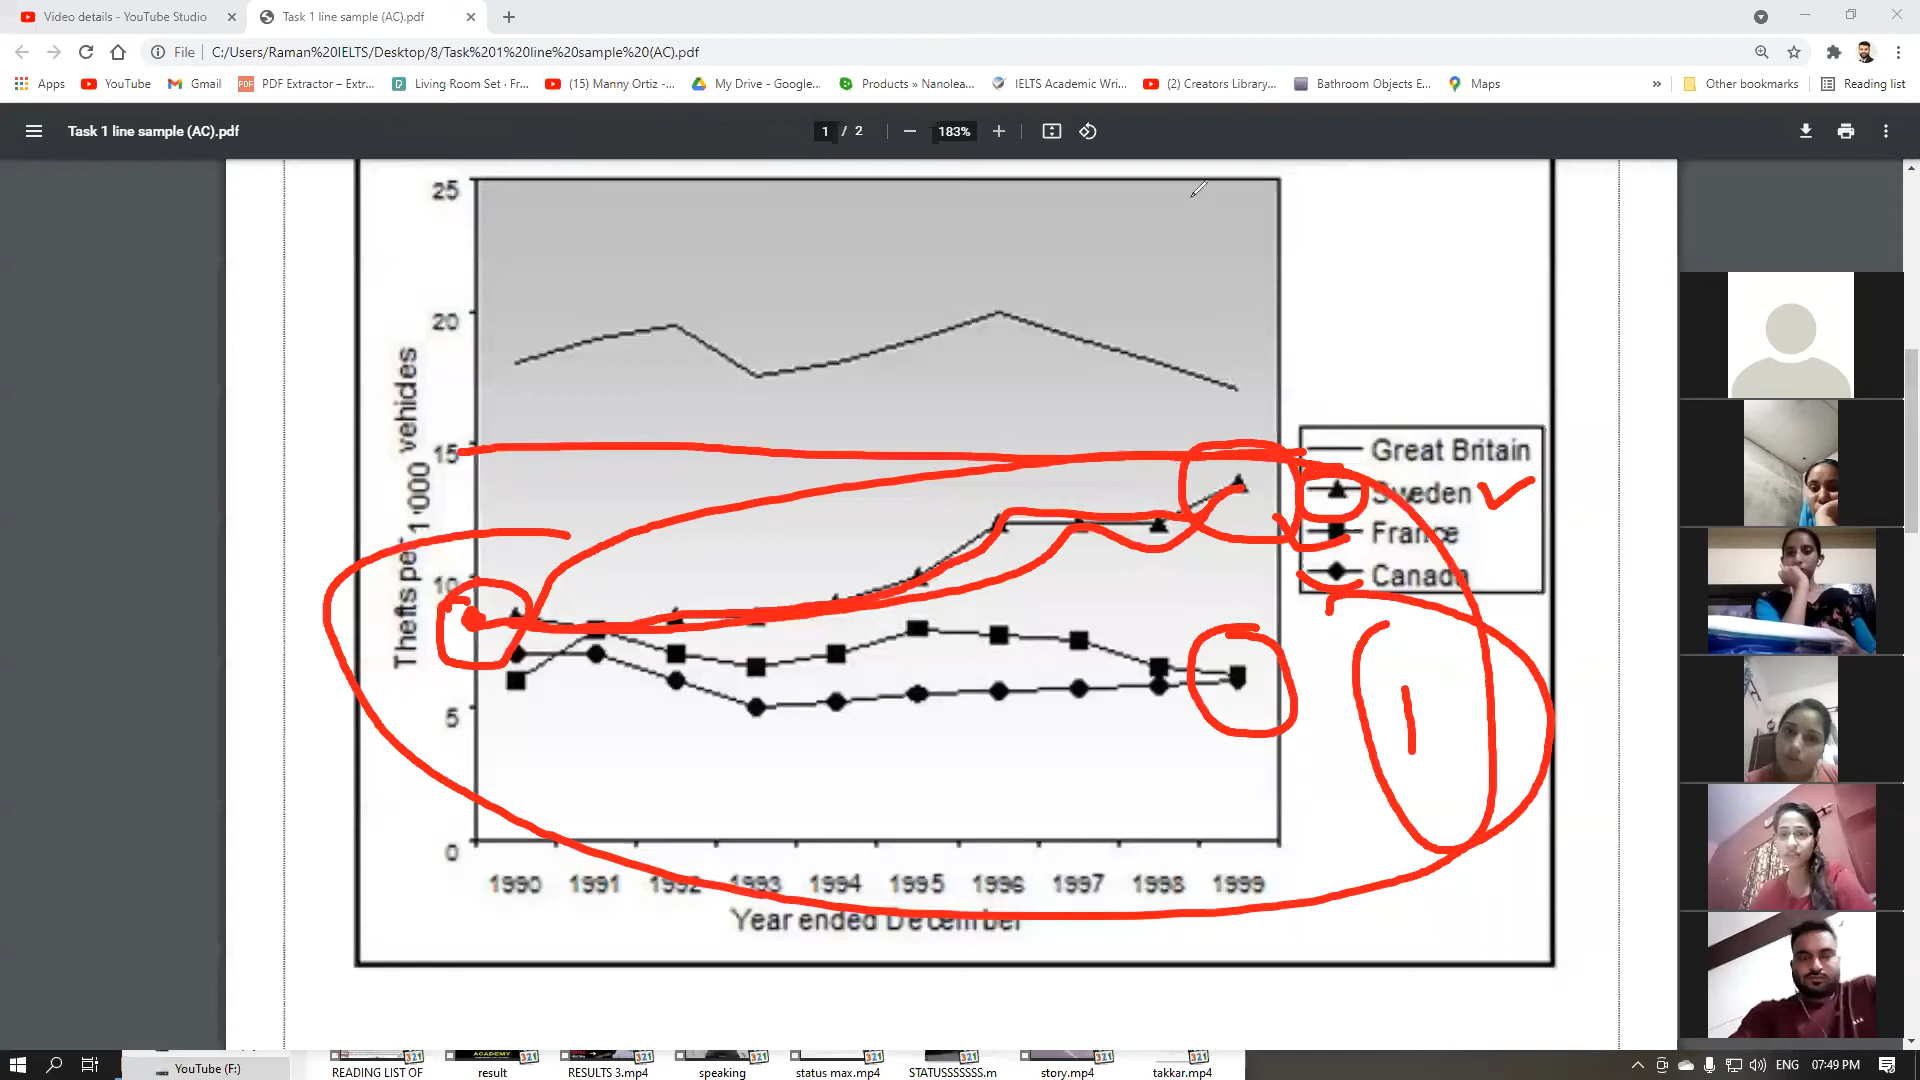 Video details - YouTube Studio
Task 1 line sample (AC).pdf
File
C:/Users/Raman%20IELTS/Desktop/8/Task%201%20line%20sample%20(AC).pdf
Apps
YouTube
Gmail
PDF Extractor – Extr...
Living Room Set · Fr...
(15) Manny Ortiz -...
My Drive - Google...
Products » Nanolea...
IELTS Academic Wri...
(2) Creators Library...
Bathroom Objects E...
Maps
»
Other bookmarks
Reading list
Task 1 line sample (AC).pdf
1 / 2
183%
25
20
15
10
5
0
Thefts per 1,000 vehicles
Great Britain
Sweden
France
Canada
1
1990 1991 1992 1993 1994 1995 1996 1997 1998 1999
Year ended December
YouTube (F:)
READING LIST OF
result
RESULTS 3.mp4
speaking
status max.mp4
STATUSSSSSSS.m
story.mp4
takkar.mp4
ENG
07:49 PM